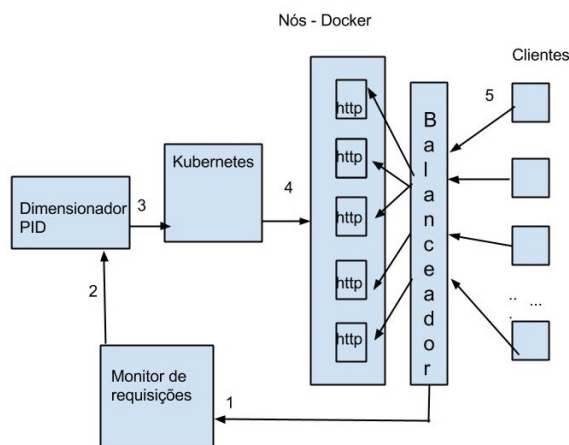 Nós - Docker
Clientes
5
http
http
http
http
http
Balanceador
Kubernetes
4
Dimensionador
PID
3
2
Monitor de
requisições
1
.. ...
.